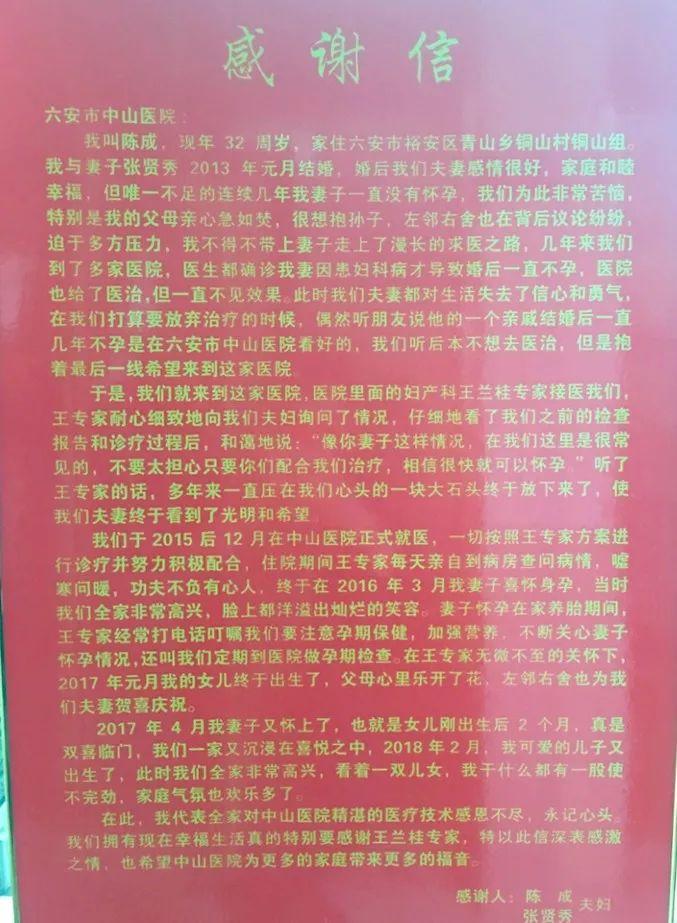 感谢信
六安市中山医院：
我叫陈成，现年 32 周岁，家住六安市裕安区青山乡铜山村铜山组。
我与妻子张贤秀 2013 年元月结婚，婚后我们夫妻感情很好，家庭和睦
幸福，但唯一不足的连续几年我妻子一直没有怀孕，我们为此非常苦恼，
特别是我的父母亲心急如焚，很想抱孙子，左邻右舍也在背后议论纷纷，
迫于多方压力，我不得不带上妻子走上了漫长的求医之路，几年来我们
到了多家医院，医生都确诊我妻因患妇科病才导致婚后一直不孕，医院
也给了医治，但一直不见效果。此时我们夫妻都对生活失去了信心和勇气，
在我们打算要放弃治疗的时候，偶然听朋友说他的一个亲戚结婚后一直
几年不孕是在六安市中山医院看好的，我们听后本不想去医治，但是抱
着最后一线希望来到这家医院。
于是，我们就来到这家医院，医院里面的妇产科王兰桂专家接医我们，
王专家耐心细致地向我们夫妇询问了情况，仔细地看了我们之前的检查
报告和诊疗过程后，和蔼地说：“像你妻子这样情况，在我们这里是很常
见的，不要太担心只要你们配合我们治疗，相信很快就可以怀孕。”听了
王专家的话，多年来一直压在我们心头的一块大石头终于放下来了，使
我们夫妻终于看到了光明和希望。
我们于 2015 后 12 月在中山医院正式就医，一切按照王专家方案进
行诊疗并努力积极配合，住院期间王专家每天亲自到病房查问病情，嘘
寒问暖，功夫不负有心人，终于在 2016 年 3 月我妻子喜怀身孕，当时
我们全家非常高兴，脸上都洋溢出灿烂的笑容。妻子怀孕在家养胎期间，
王专家经常打电话叮嘱我们要注意孕期保健，加强营养，不断关心妻子
怀孕情况，还叫我们定期到医院做孕期检查。在王专家无微不至的关怀下，
2017 年元月我的女儿终于出生了，父母心里乐开了花，左邻右舍也为我
们夫妻贺喜庆祝。
2017 年 4 月我妻子又怀上了，也就是女儿刚出生后 2 个月，真是
双喜临门，我们一家又沉浸在喜悦之中，2018 年 2 月，我可爱的儿子又
出生了，此时我们全家非常高兴，看着一双儿女，我干什么都有一股使
不完劲，家庭气氛也欢乐多了。
在此，我代表全家对中山医院精湛的医疗技术感恩不尽，永记心头。
我们拥有现在幸福生活真的特别要感谢王兰桂专家，特以此信深表感激
之情，也希望中山医院为更多的家庭带来更多的福音。
感谢人：陈 成 夫妇
张贤秀